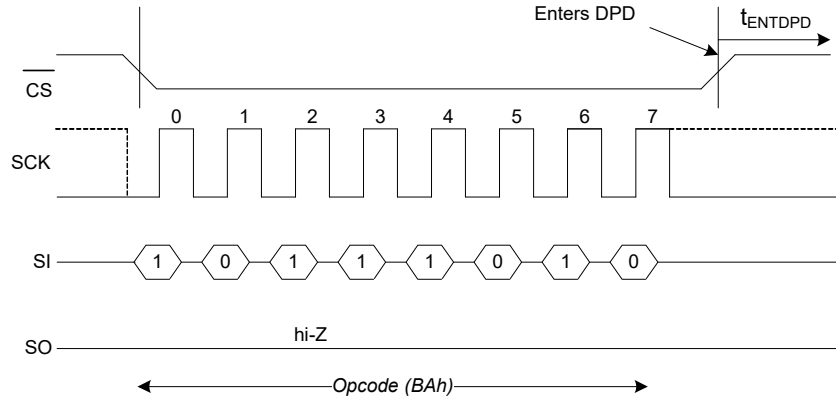 Enters DPD
tENTDPD
CS
0 1 2 3 4 5 6 7
SCK
SI
1 0 1 1 1 0 1 0
hi-Z
SO
Opcode (BAh)